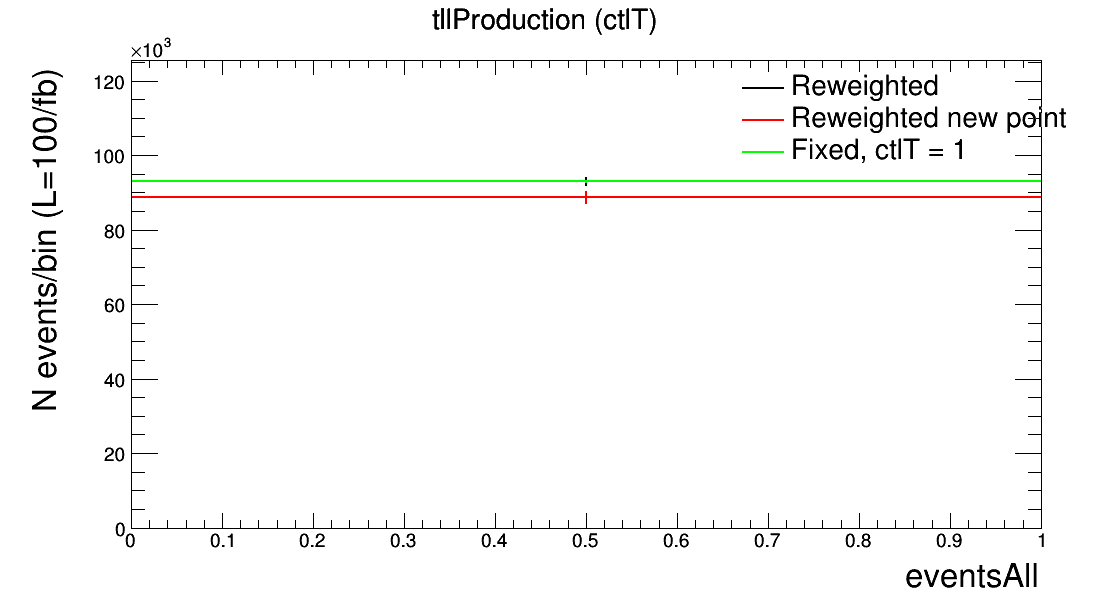 tllProduction (ctlT)
×10³
N events/bin (L=100/fb)
120
100
80
60
40
20
0
Reweighted
Reweighted new point
Fixed, ctlT = 1
0 0.1 0.2 0.3 0.4 0.5 0.6 0.7 0.8 0.9 1
eventsAll